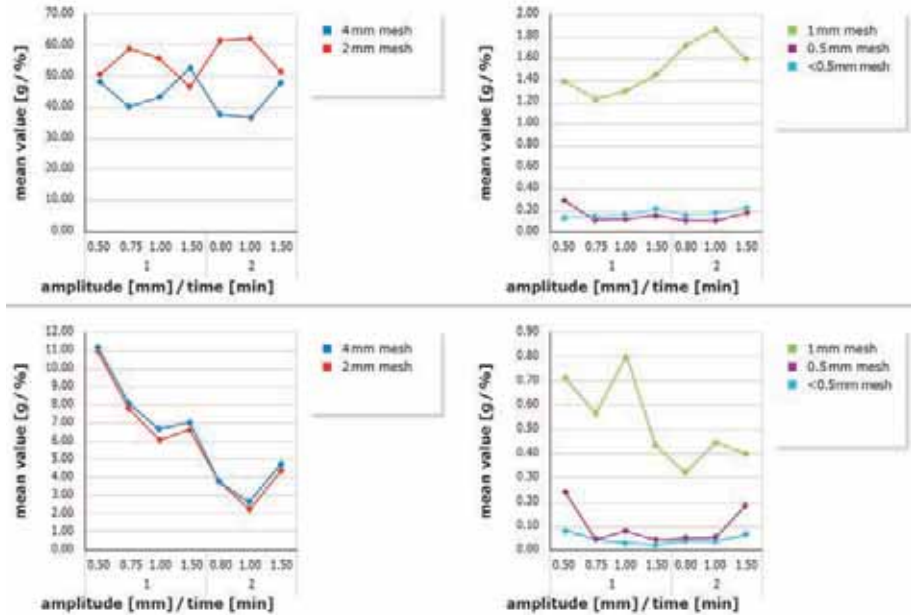 70.00
60.00
50.00
40.00
30.00
20.00
10.00
0.00
mean value [g/%]
0.50 0.75 1.00 1.50 0.80 1.00 1.50
1 2
amplitude [mm] / time [min]
4mm mesh
2mm mesh
2.00
1.80
1.60
1.40
1.20
1.00
0.80
0.60
0.40
0.20
0.00
mean value [g/%]
0.50 0.75 1.00 1.50 0.80 1.00 1.50
1 2
amplitude [mm] / time [min]
1mm mesh
0.5mm mesh
<0.5mm mesh
12.00
11.00
10.00
9.00
8.00
7.00
6.00
5.00
4.00
3.00
2.00
1.00
0.00
mean value [g/%]
0.50 0.75 1.00 1.50 0.80 1.00 1.50
1 2
amplitude [mm] / time [min]
4mm mesh
2mm mesh
0.90
0.80
0.70
0.60
0.50
0.40
0.30
0.20
0.10
0.00
mean value [g/%]
0.50 0.75 1.00 1.50 0.80 1.00 1.50
1 2
amplitude [mm] / time [min]
1mm mesh
0.5mm mesh
<0.5mm mesh